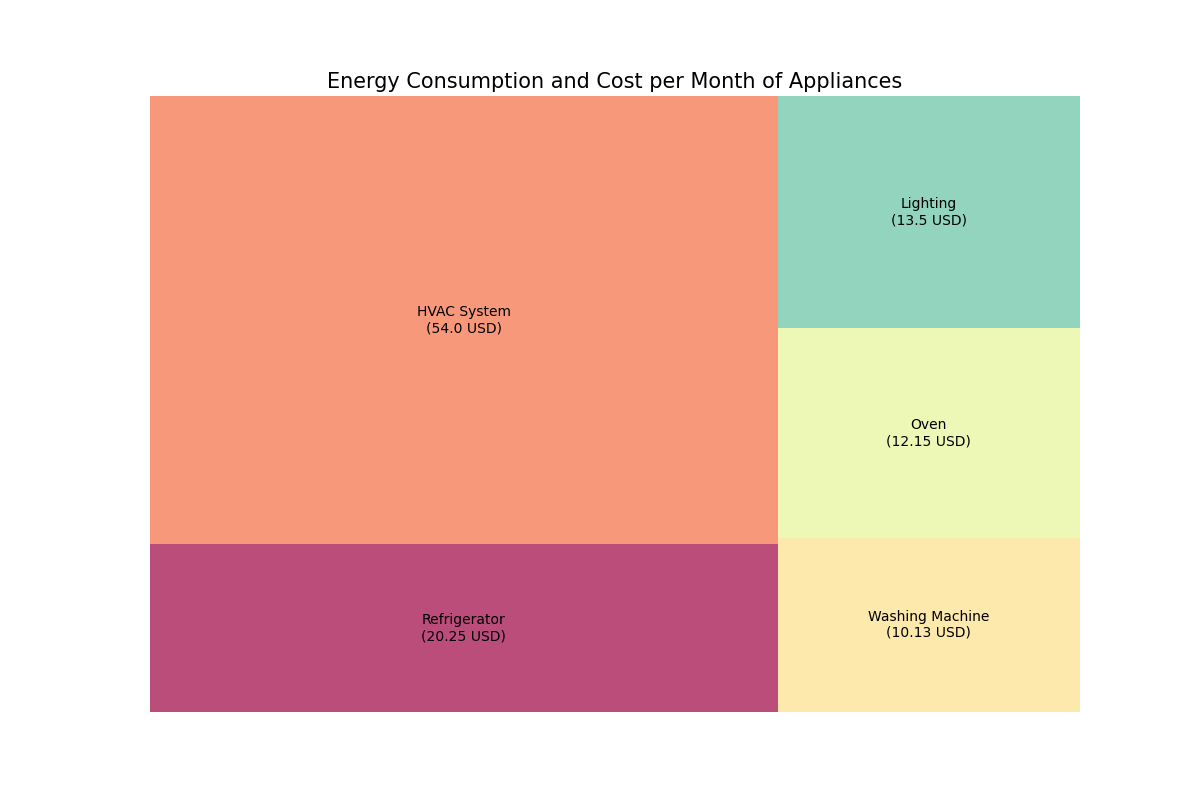 Energy Consumption and Cost per Month of Appliances
HVAC System
(54.0 USD)
Refrigerator
(20.25 USD)
Lighting
(13.5 USD)
Oven
(12.15 USD)
Washing Machine
(10.13 USD)